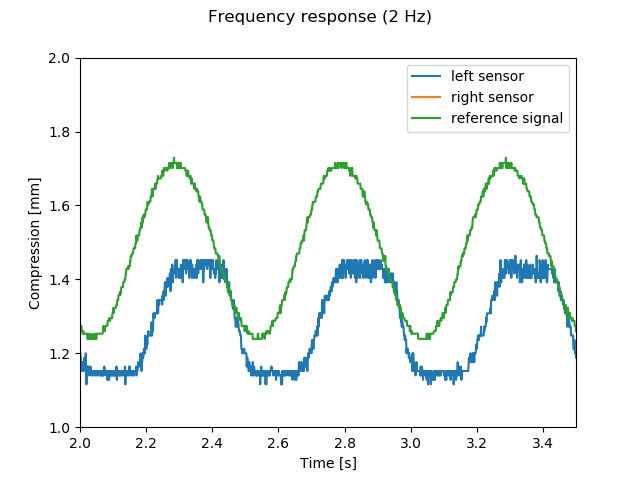 Frequency response (2 Hz)
2.0
1.8
1.6
1.4
1.2
1.0
Compression [mm]
left sensor
right sensor
reference signal
2.0 2.2 2.4 2.6 2.8 3.0 3.2 3.4
Time [s]